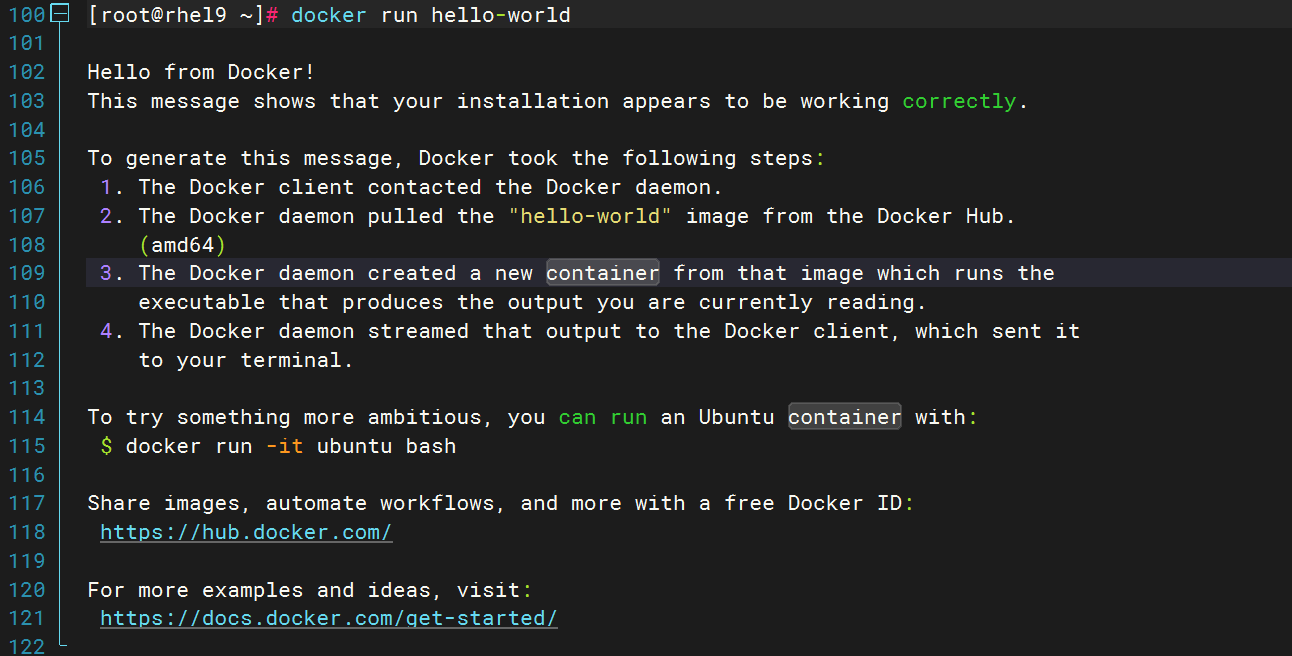 100 [root@rhel9 ~]# docker run hello-world
101
102 Hello from Docker!
103 This message shows that your installation appears to be working correctly.
104
105 To generate this message, Docker took the following steps:
106 1. The Docker client contacted the Docker daemon.
107 2. The Docker daemon pulled the "hello-world" image from the Docker Hub.
108 (amd64)
109 3. The Docker daemon created a new container from that image which runs the
110 executable that produces the output you are currently reading.
111 4. The Docker daemon streamed that output to the Docker client, which sent it
112 to your terminal.
113
114 To try something more ambitious, you can run an Ubuntu container with:
115 $ docker run -it ubuntu bash
116
117 Share images, automate workflows, and more with a free Docker ID:
118 https://hub.docker.com/
119
120 For more examples and ideas, visit:
121 https://docs.docker.com/get-started/
122